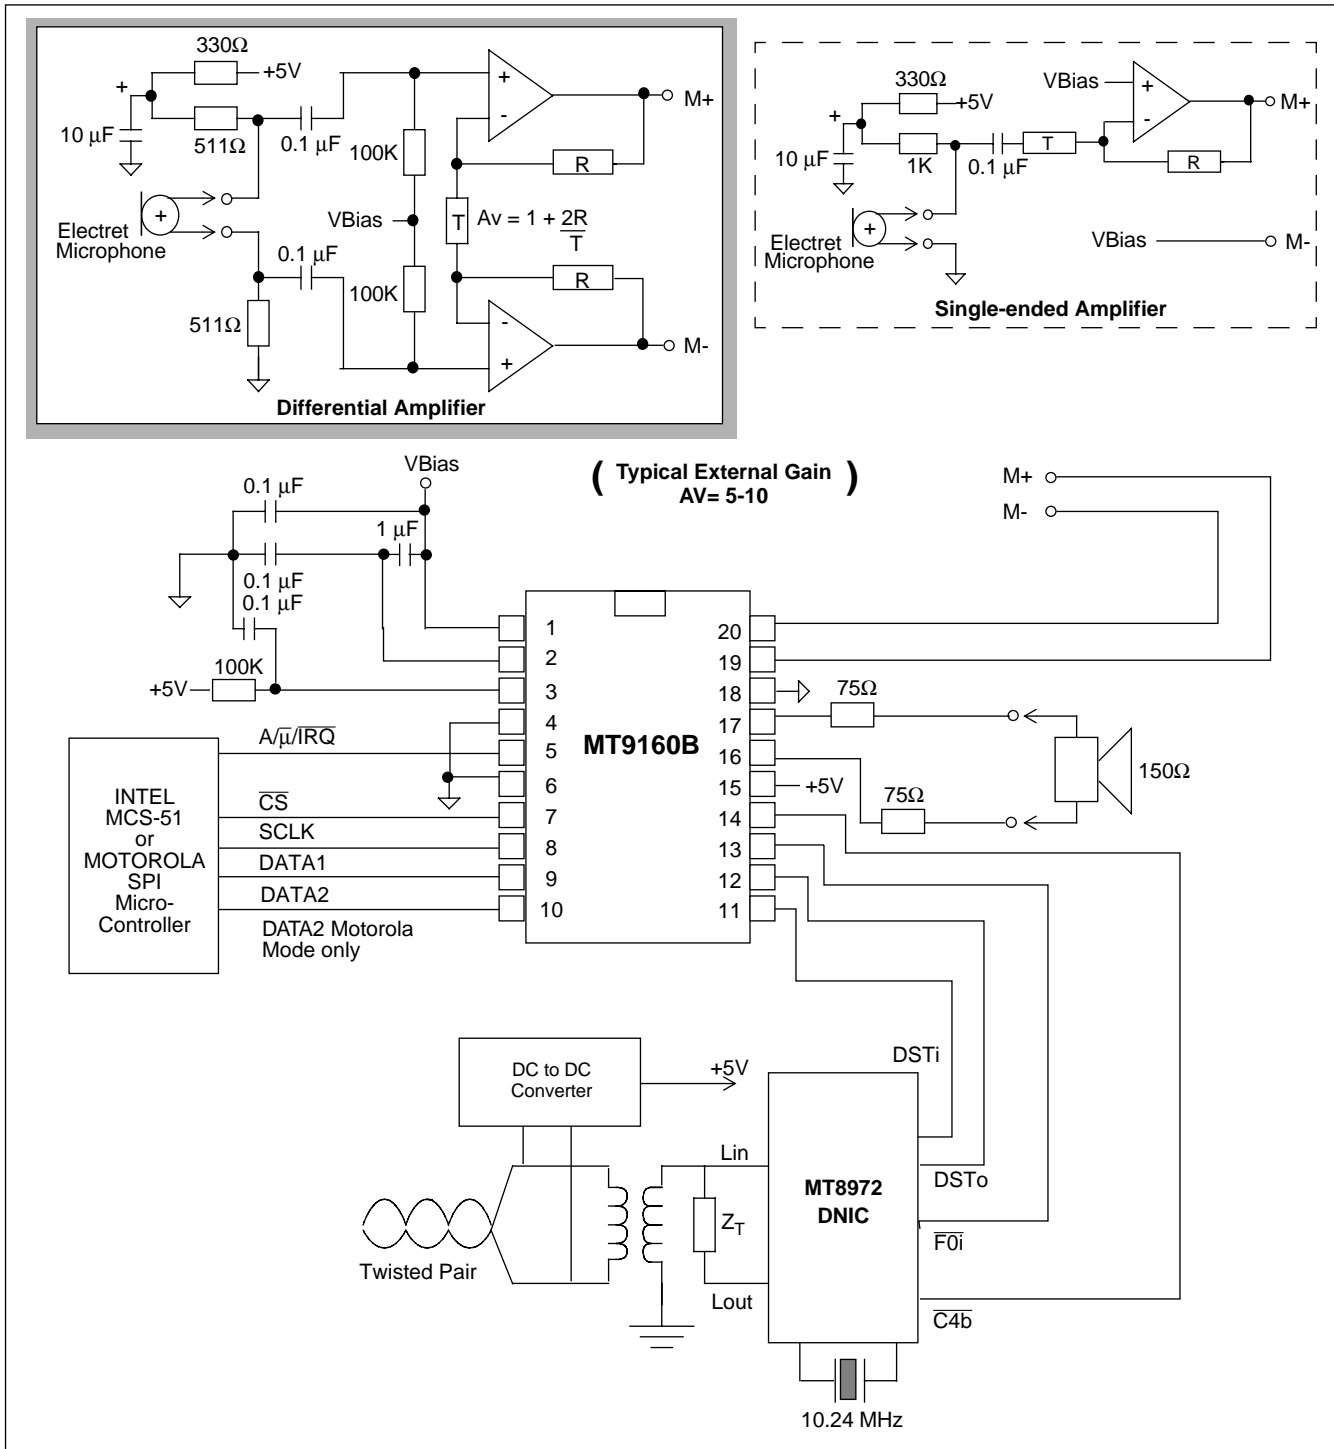 330Ω
+5V
+
10 μF
511Ω
0.1 μF
100K
+
-
M+
R
Electret
Microphone
+
VBias
T
Av = 1 + 2R
T
0.1 μF
100K
R
511Ω
-
+
M-
Differential Amplifier
330Ω
+5V
VBias
+
-
M+
+
10 μF
1K
0.1 μF
T
R
Electret
Microphone
+
VBias
M-
Single-ended Amplifier
VBias
( Typical External Gain )
AV= 5-10
M+
M-
0.1 μF
1 μF
0.1 μF
0.1 μF
100K
+5V
1
2
3
4
5
6
7
8
9
10
MT9160B
20
19
18
17
16
15
14
13
12
11
75Ω
75Ω
+5V
150Ω
A/μ̅/I̅R̅Q̅
C̅S̅
SCLK
DATA1
DATA2
DATA2 Motorola
Mode only
INTEL
MCS-51
or
MOTOROLA
SPI
Micro-
Controller
DC to DC
Converter
+5V
DSTi
DSTo
F̅0̅i̅
C̅4̅b̅
Lin
ZT
Lout
MT8972
DNIC
Twisted Pair
10.24 MHz